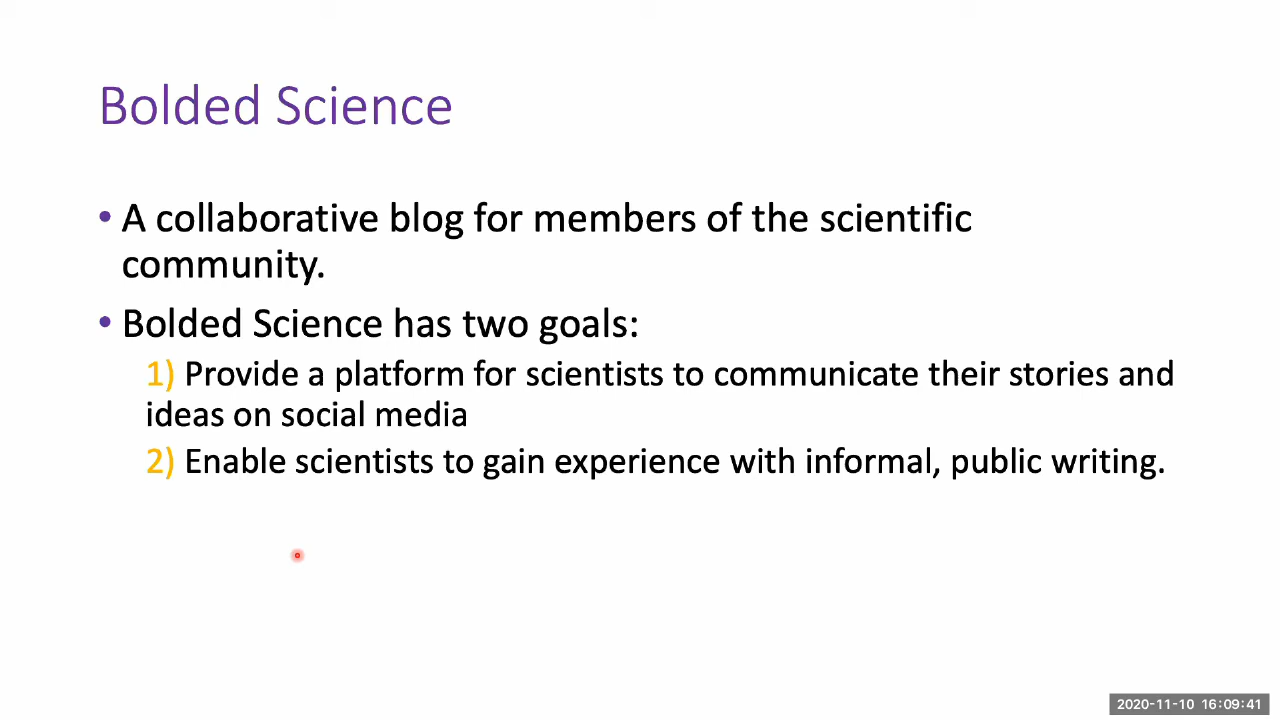 Bolded Science
• A collaborative blog for members of the scientific
community.
• Bolded Science has two goals:
1) Provide a platform for scientists to communicate their stories and
ideas on social media
2) Enable scientists to gain experience with informal, public writing.
2020-11-10 16:09:41